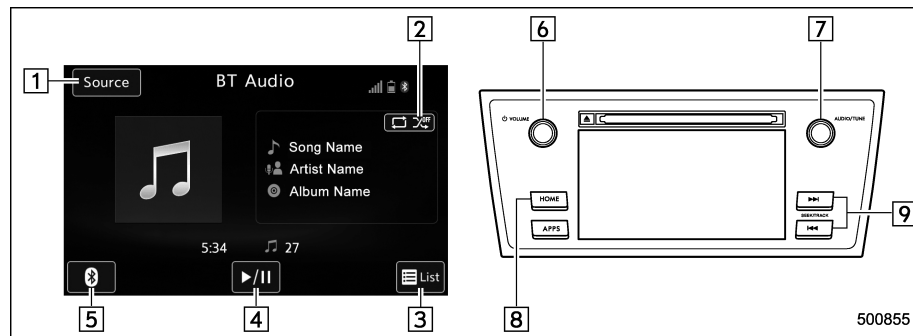 1
Source
BT Audio
2
OFF
Song Name
Artist Name
Album Name
5:34
27
List
5
4
3
6
7
VOLUME
AUDIO/TUNE
HOME
APPS
SEEK/TRACK
8
9
500855